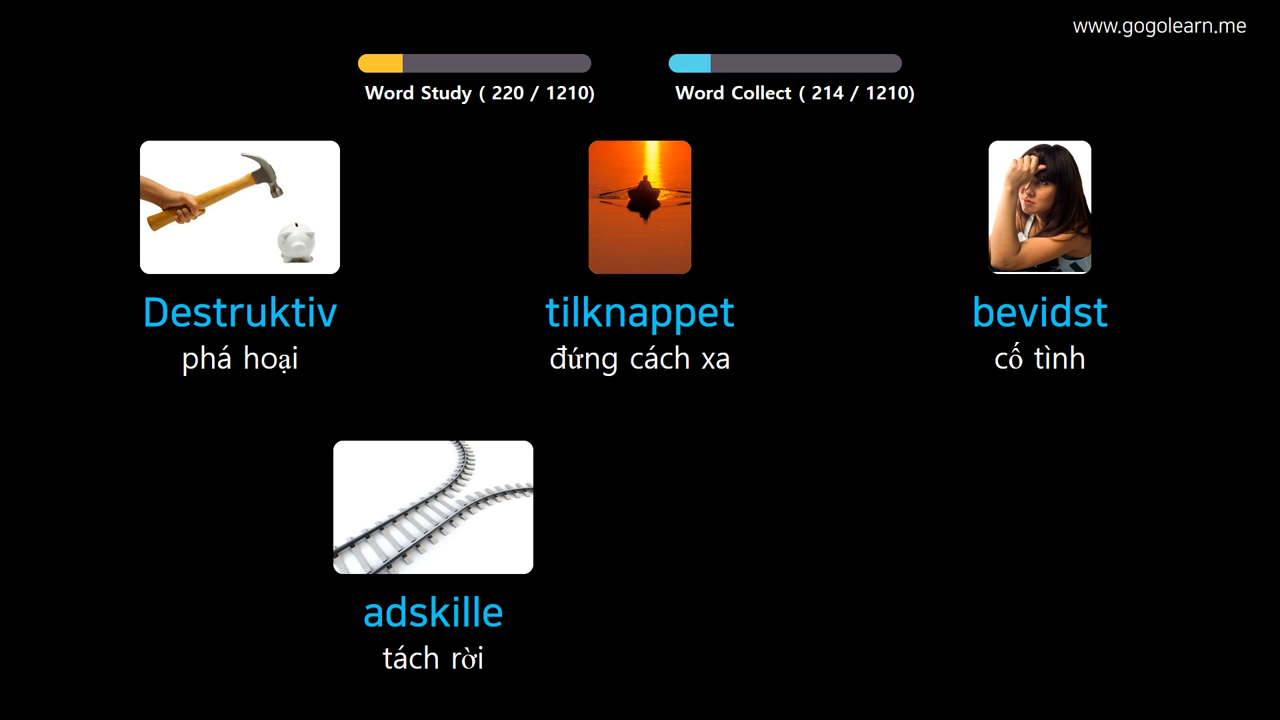 www.gogolearn.me
Word Study ( 220 / 1210)
Word Collect ( 214 / 1210)
Destruktiv
phá hoại
tilknappet
đứng cách xa
bevidst
cố tình
adskille
tách rời